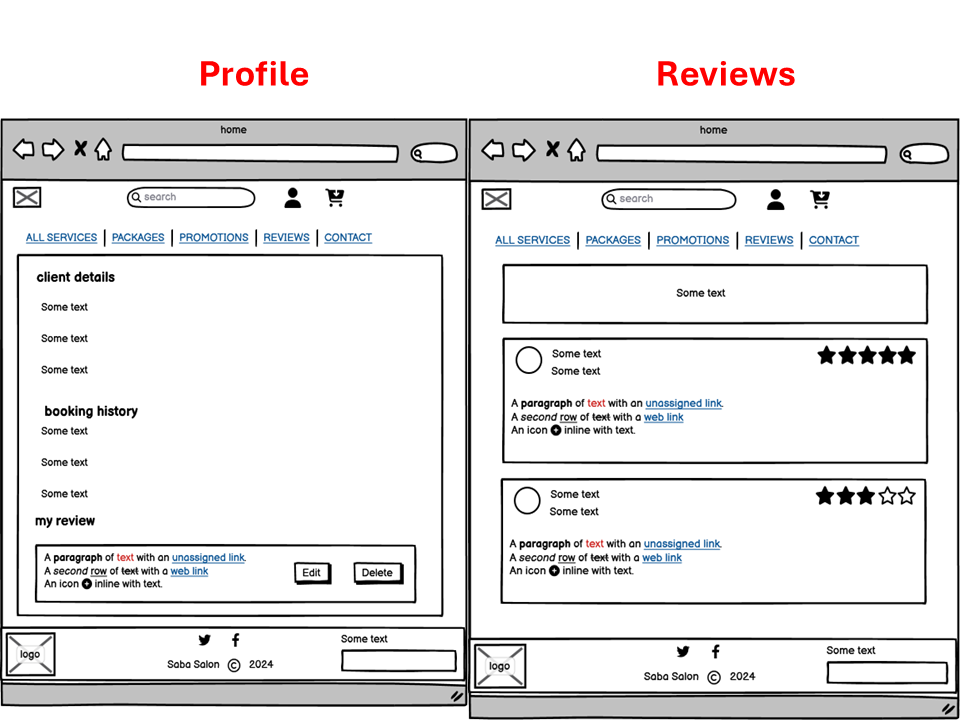 Profile
home
search
ALL SERVICES PACKAGES PROMOTIONS REVIEWS CONTACT
client details
Some text
Some text
Some text
booking history
Some text
Some text
Some text
my review
A paragraph of text with an unassigned link.
A second row of text with a web link
An icon inline with text.
Edit
Delete
logo
Saba Salon © 2024
Some text
Reviews
home
search
ALL SERVICES PACKAGES PROMOTIONS REVIEWS CONTACT
Some text
Some text
Some text
A paragraph of text with an unassigned link.
A second row of text with a web link
An icon inline with text.
Some text
Some text
A paragraph of text with an unassigned link.
A second row of text with a web link
An icon inline with text.
logo
Saba Salon © 2024
Some text